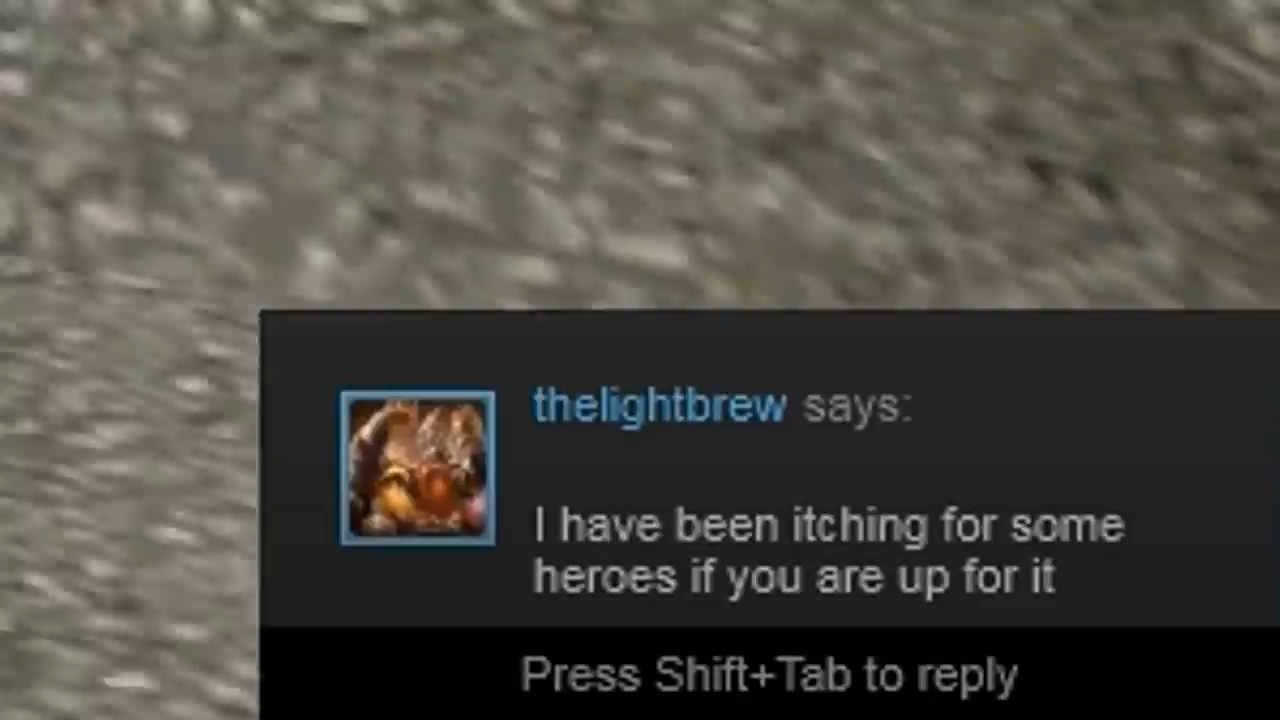 thelightbrew says:
I have been itching for some
heroes if you are up for it
Press Shift+Tab to reply